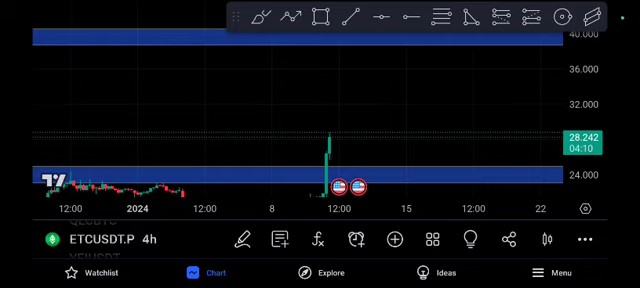 40.000
36.000
32.000
28.242
04:10
24.000
12:00 2024 12:00 8 12:00 15 12:00 22
ETCUSDT.P 4h
Watchlist Chart Explore Ideas Menu